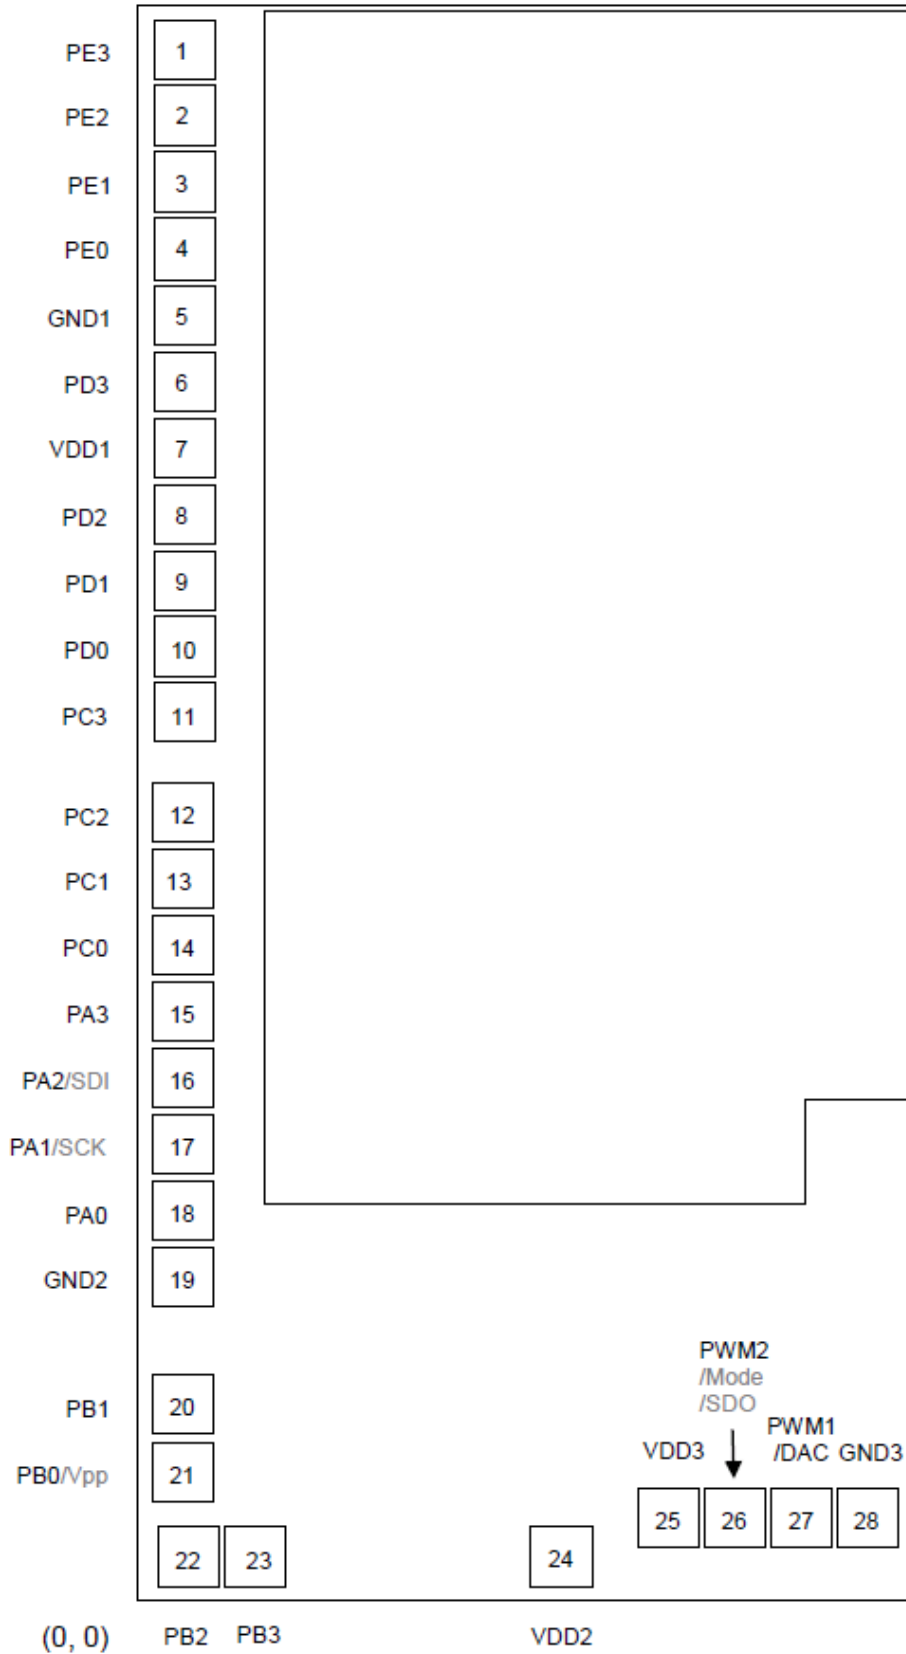 PE3 1
PE2 2
PE1 3
PE0 4
GND1 5
PD3 6
VDD1 7
PD2 8
PD1 9
PD0 10
PC3 11
PC2 12
PC1 13
PC0 14
PA3 15
PA2/SDI 16
PA1/SCK 17
PA0 18
GND2 19
PWM2
/Mode
/SDO
PB1 20
PWM1
VDD3 /DAC GND3
PB0/Vpp 21
25 26 27 28
22 23 24
(0, 0) PB2 PB3 VDD2